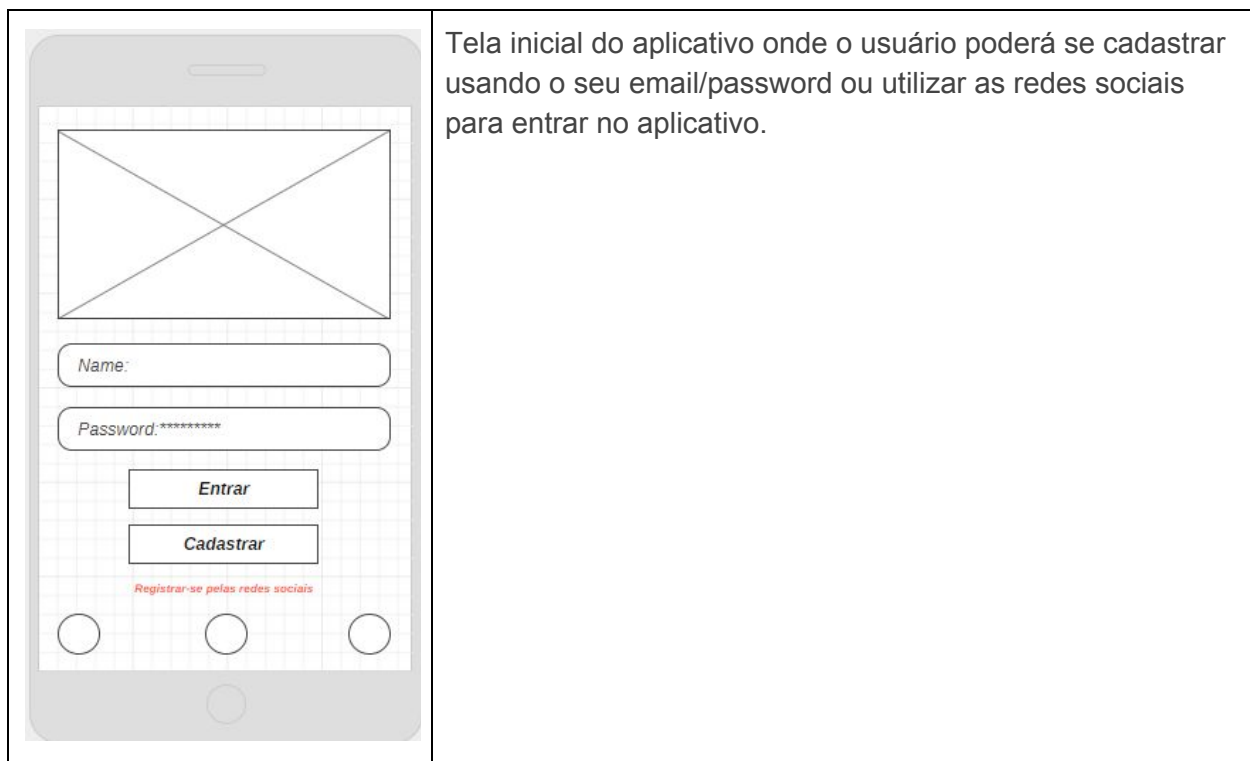 Tela inicial do aplicativo onde o usuário poderá se cadastrar
usando o seu email/password ou utilizar as redes sociais
para entrar no aplicativo.
Name:
Password:*********
Entrar
Cadastrar
Registrar-se pelas redes sociais